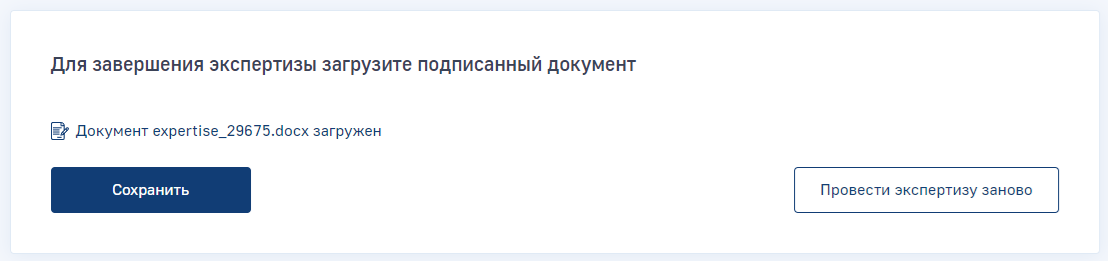 Для завершения экспертизы загрузите подписанный документ
Документ expertise_29675.docx загружен
Сохранить
Провести экспертизу заново